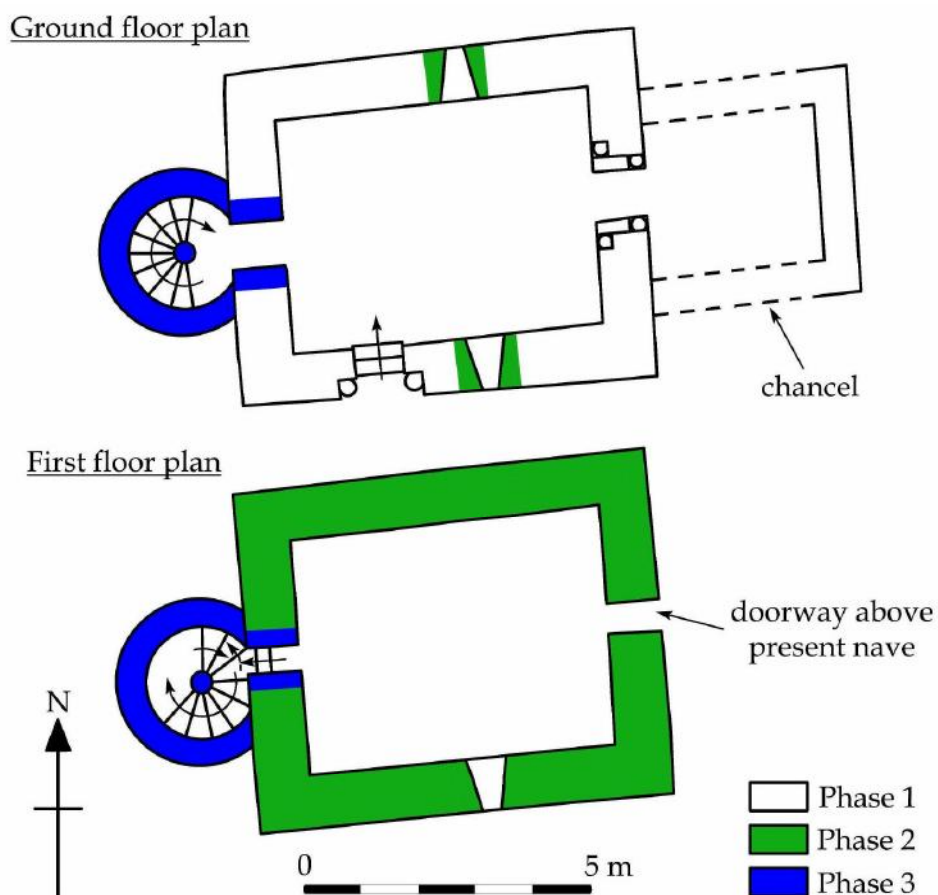 Ground floor plan
chancel
First floor plan
doorway above
present nave
N
0 5 m
Phase 1
Phase 2
Phase 3